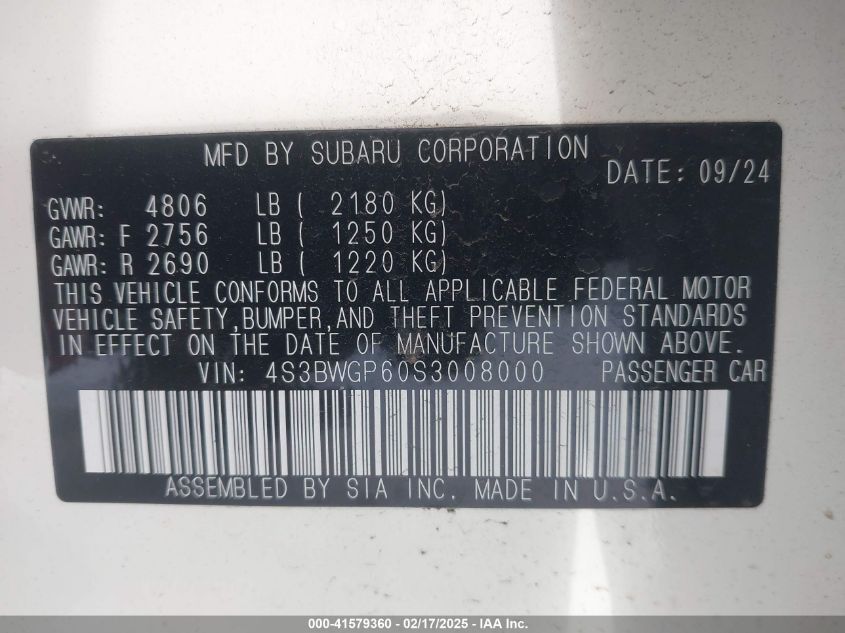 MFD BY SUBARU CORPORATION
DATE: 09/24
GVWR: 4806 LB ( 2180 KG)
GAWR: F 2756 LB ( 1250 KG)
GAWR: R 2690 LB ( 1220 KG)
THIS VEHICLE CONFORMS TO ALL APPLICABLE FEDERAL MOTOR
VEHICLE SAFETY, BUMPER, AND THEFT PREVENTION STANDARDS
IN EFFECT ON THE DATE OF MANUFACTURE SHOWN ABOVE.
VIN: 4S3BWGP60S3008000 PASSENGER CAR
ASSEMBLED BY SIA INC. MADE IN U.S.A.
000-41579360 - 02/17/2025 - IAA Inc.